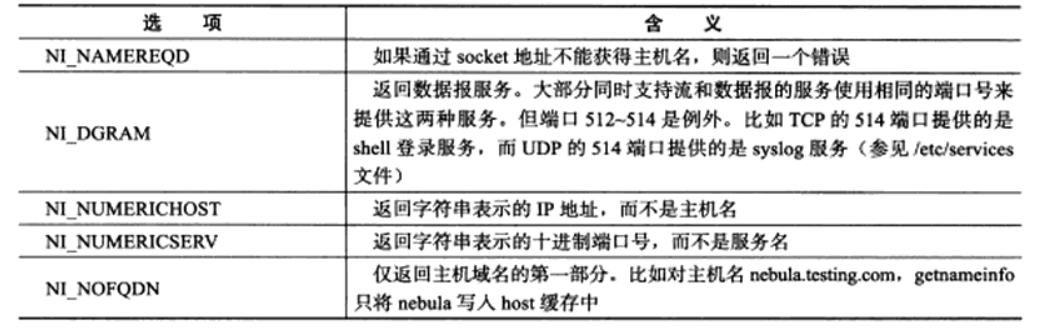 选 项 含 义
NI_NAMEREQD 如果通过 socket 地址不能获得主机名，则返回一个错误
返回数据报服务。大部分同时支持流和数据报的服务使用相同的端口号来
提供这两种服务。但端口 512~514 是例外。比如 TCP 的 514 端口提供的是
NI_DGRAM
shell 登录服务，而 UDP 的 514 端口提供的是 syslog 服务（参见 /etc/services
文件）
NI_NUMERICHOST 返回字符串表示的 IP 地址，而不是主机名
NI_NUMERICSERV 返回字符串表示的十进制端口号，而不是服务名
仅返回主机域名的第一部分。比如对主机名 nebula.testing.com，getnameinfo
NI_NOFQDN
只将 nebula 写入 host 缓存中